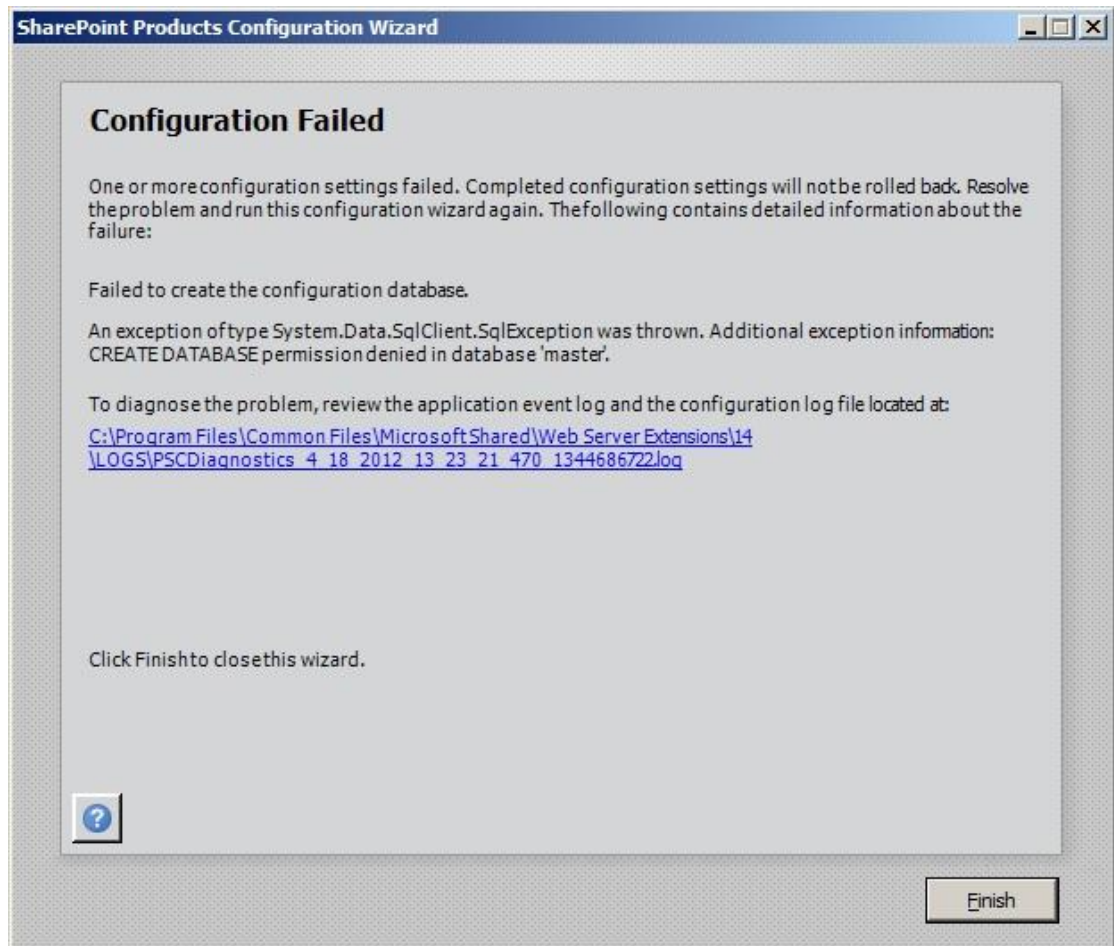 SharePoint Products Configuration Wizard
Configuration Failed
One or more configuration settings failed. Completed configuration settings will not be rolled back. Resolve
the problem and run this configuration wizard again. The following contains detailed information about the
failure:
Failed to create the configuration database.
An exception of type System.Data.SqlClient.SqlException was thrown. Additional exception information:
CREATE DATABASE permission denied in database 'master'.
To diagnose the problem, review the application event log and the configuration log file located at:
C:\Program Files\Common Files\Microsoft Shared\Web Server Extensions\14
\LOGS\PSCDiagnostics_4_18_2012_13_23_21_470_1344686722.log
Click Finish to close this wizard.
?
Finish